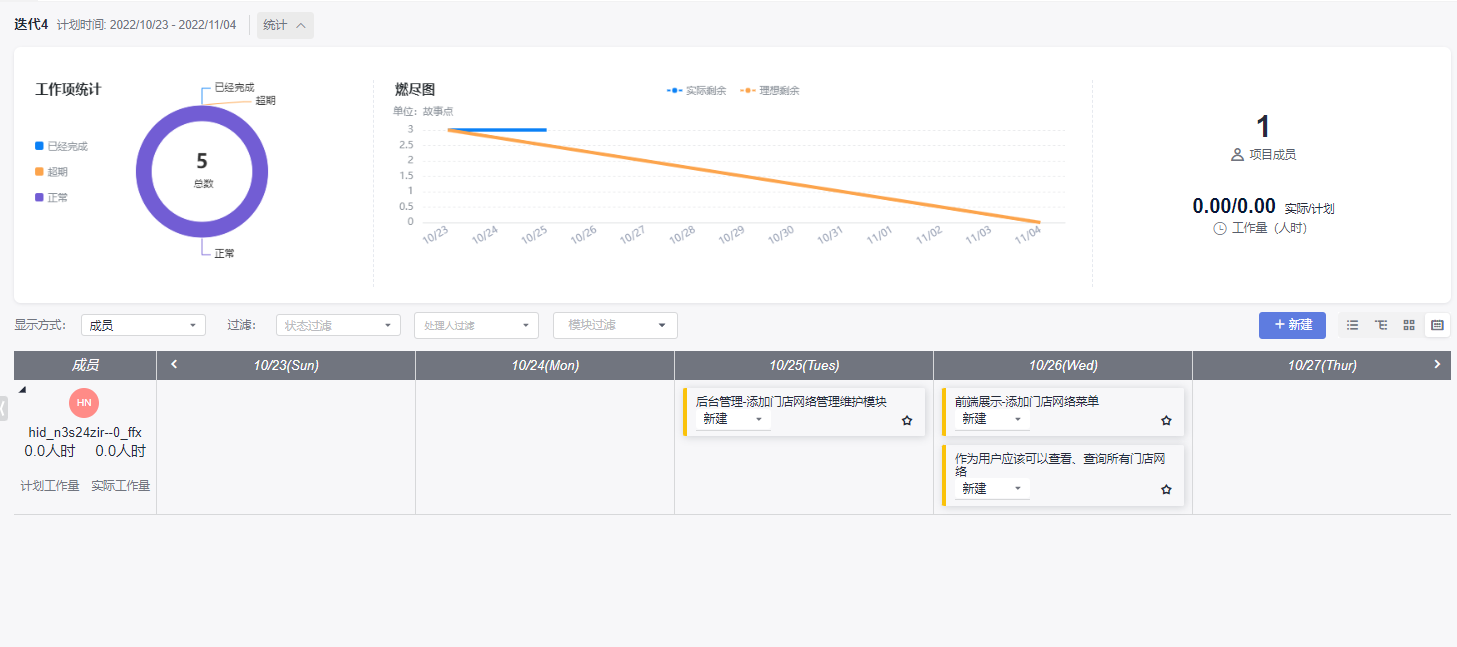 迭代4 计划时间: 2022/10/23 - 2022/11/04 统计
工作项统计
已经完成
超期
正常
已经完成
超期
5
总数
正常
燃尽图
实际剩余 理想剩余
单位：故事点
3
2.5
2
1.5
1
0.5
0
10/23 10/24 10/25 10/26 10/27 10/28 10/29 10/30 10/31 11/01 11/02 11/03 11/04
1
项目成员
0.00/0.00 实际/计划
工作量（人时）
显示方式： 成员 过滤： 状态过滤 处理人过滤 模块过滤 + 新建
成员 10/23(Sun) 10/24(Mon) 10/25(Tues) 10/26(Wed) 10/27(Thur)
HN
hid_n3s24zir--0_ffx
0.0人时 0.0人时
计划工作量 实际工作量
后台管理-添加门店网络管理维护模块
新建
前端展示-添加门店网络菜单
新建
作为用户应该可以查看、查询所有门店网
络
新建